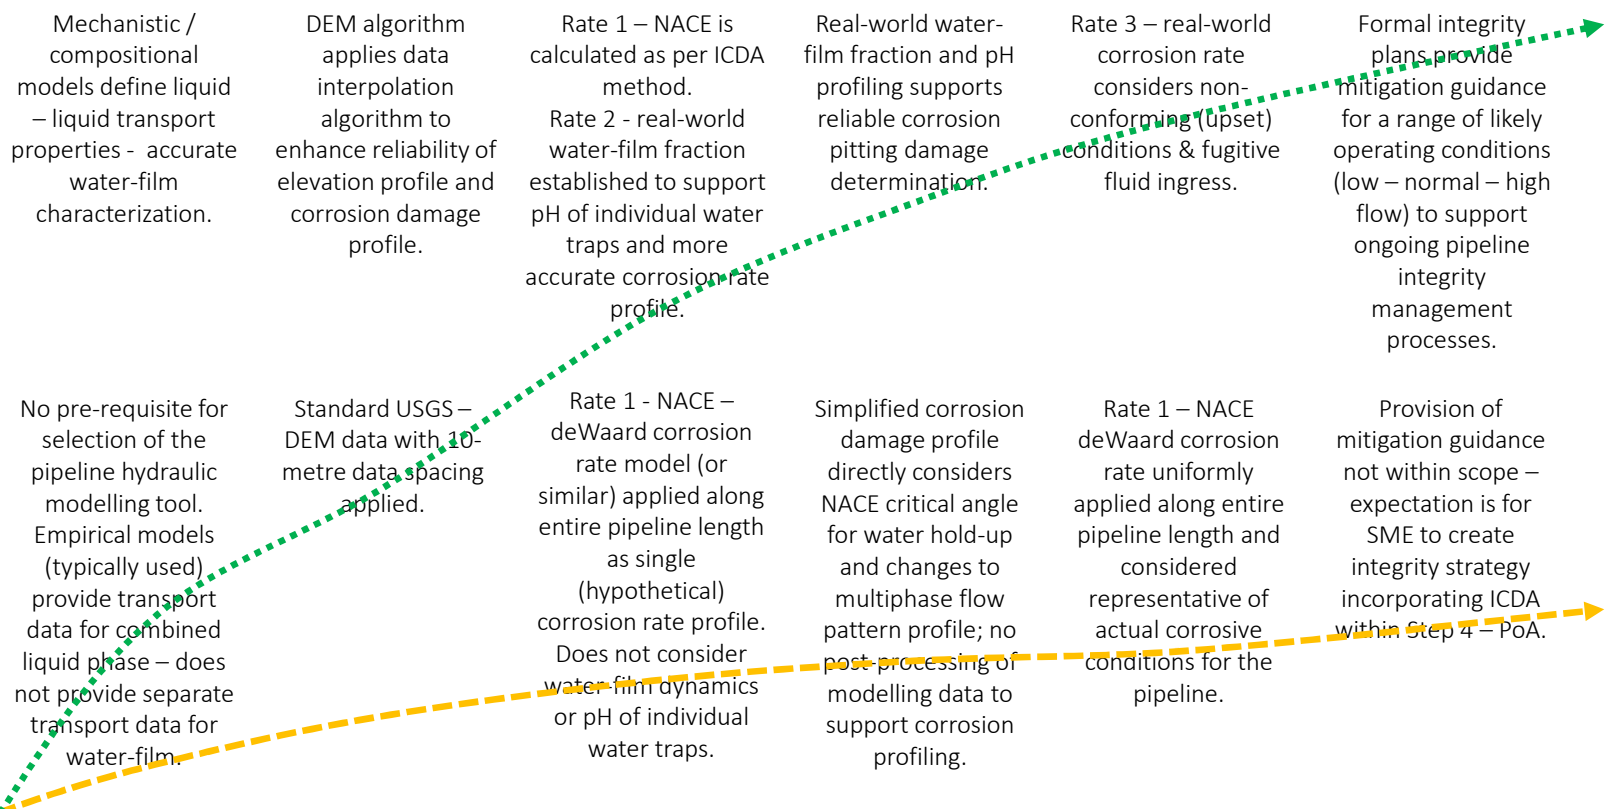 Mechanistic /
compositional
models define liquid
– liquid transport
properties -  accurate
water-film
characterization.
DEM algorithm
applies data
interpolation
algorithm to
enhance reliability of
elevation profile and
corrosion damage
profile.
Rate 1 – NACE is
calculated as per ICDA
method.
Rate 2 - real-world
water-film fraction
established to support
pH of individual water
traps and more
accurate corrosion rate
profile.
Real-world water-
film fraction and pH
profiling supports
reliable corrosion
pitting damage
determination.
Rate 3 – real-world
corrosion rate
considers non-
conforming (upset)
conditions & fugitive
fluid ingress.
Formal integrity
plans provide
mitigation guidance
for a range of likely
operating conditions
(low – normal – high
flow) to support
ongoing pipeline
integrity
management
processes.
No pre-requisite for
selection of the
pipeline hydraulic
modelling tool.
Empirical models
(typically used)
provide transport
data for combined
liquid phase – does
not provide separate
transport data for
water-film.
Standard USGS –
DEM data with 10-
metre data spacing
applied.
Rate 1 - NACE –
deWaard corrosion
rate model (or
similar) applied along
entire pipeline length
as single
(hypothetical)
corrosion rate profile.
Does not consider
water-film dynamics
or pH of individual
water traps.
Simplified corrosion
damage profile
directly considers
NACE critical angle
for water hold-up
and changes to
multiphase flow
pattern profile; no
post-processing of
modelling data to
support corrosion
profiling.
Rate 1 – NACE
deWaard corrosion
rate uniformly
applied along entire
pipeline length and
considered
representative of
actual corrosive
conditions for the
pipeline.
Provision of
mitigation guidance
not within scope –
expectation is for
SME to create
integrity strategy
incorporating ICDA
within Step 4 – PoA.